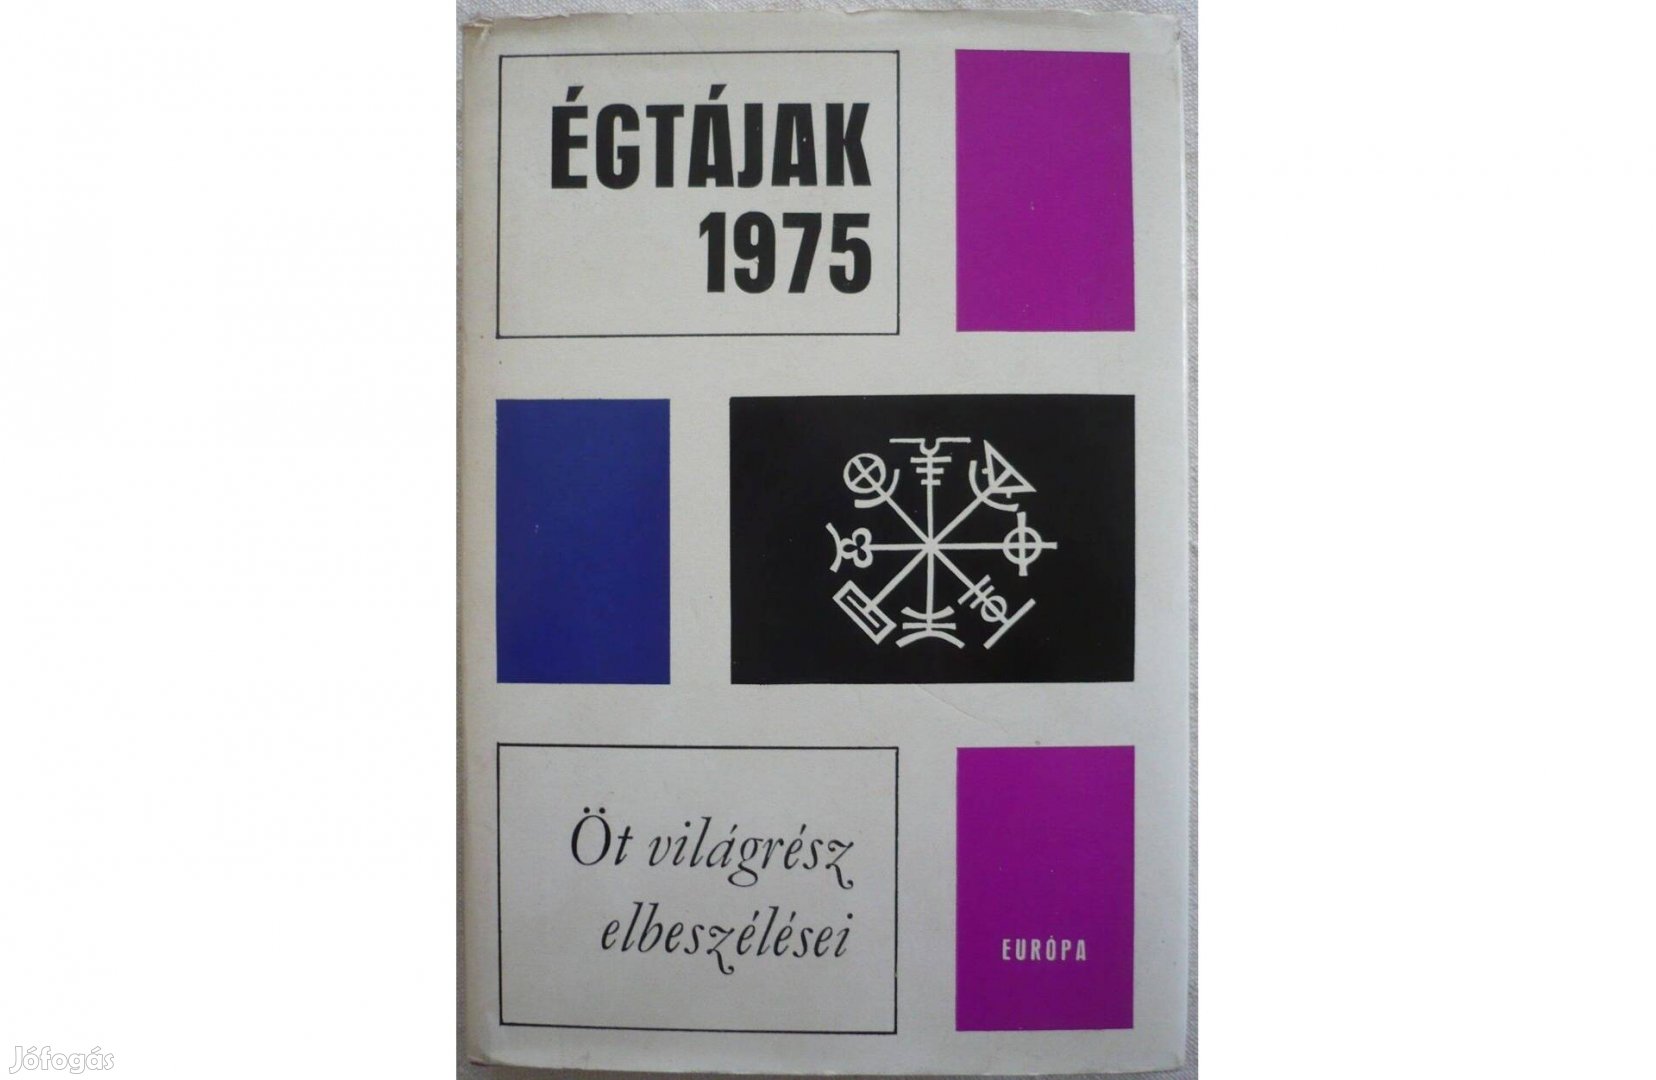 ÉGTÁJAK
1975
Öt világrész
elbeszélései
EURÓPA
Jófogás